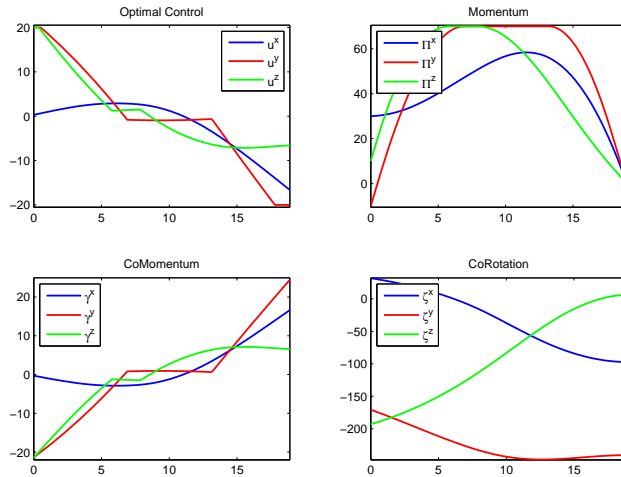 Optimal Control
20
10
0
−10
−20
0 5 10 15
u^x
u^y
u^z
Momentum
60
40
20
0
0 5 10 15
Π^x
Π^y
Π^z
CoMomentum
20
10
0
−10
−20
0 5 10 15
γ^x
γ^y
γ^z
CoRotation
0
−50
−100
−150
−200
0 5 10 15
ζ^x
ζ^y
ζ^z